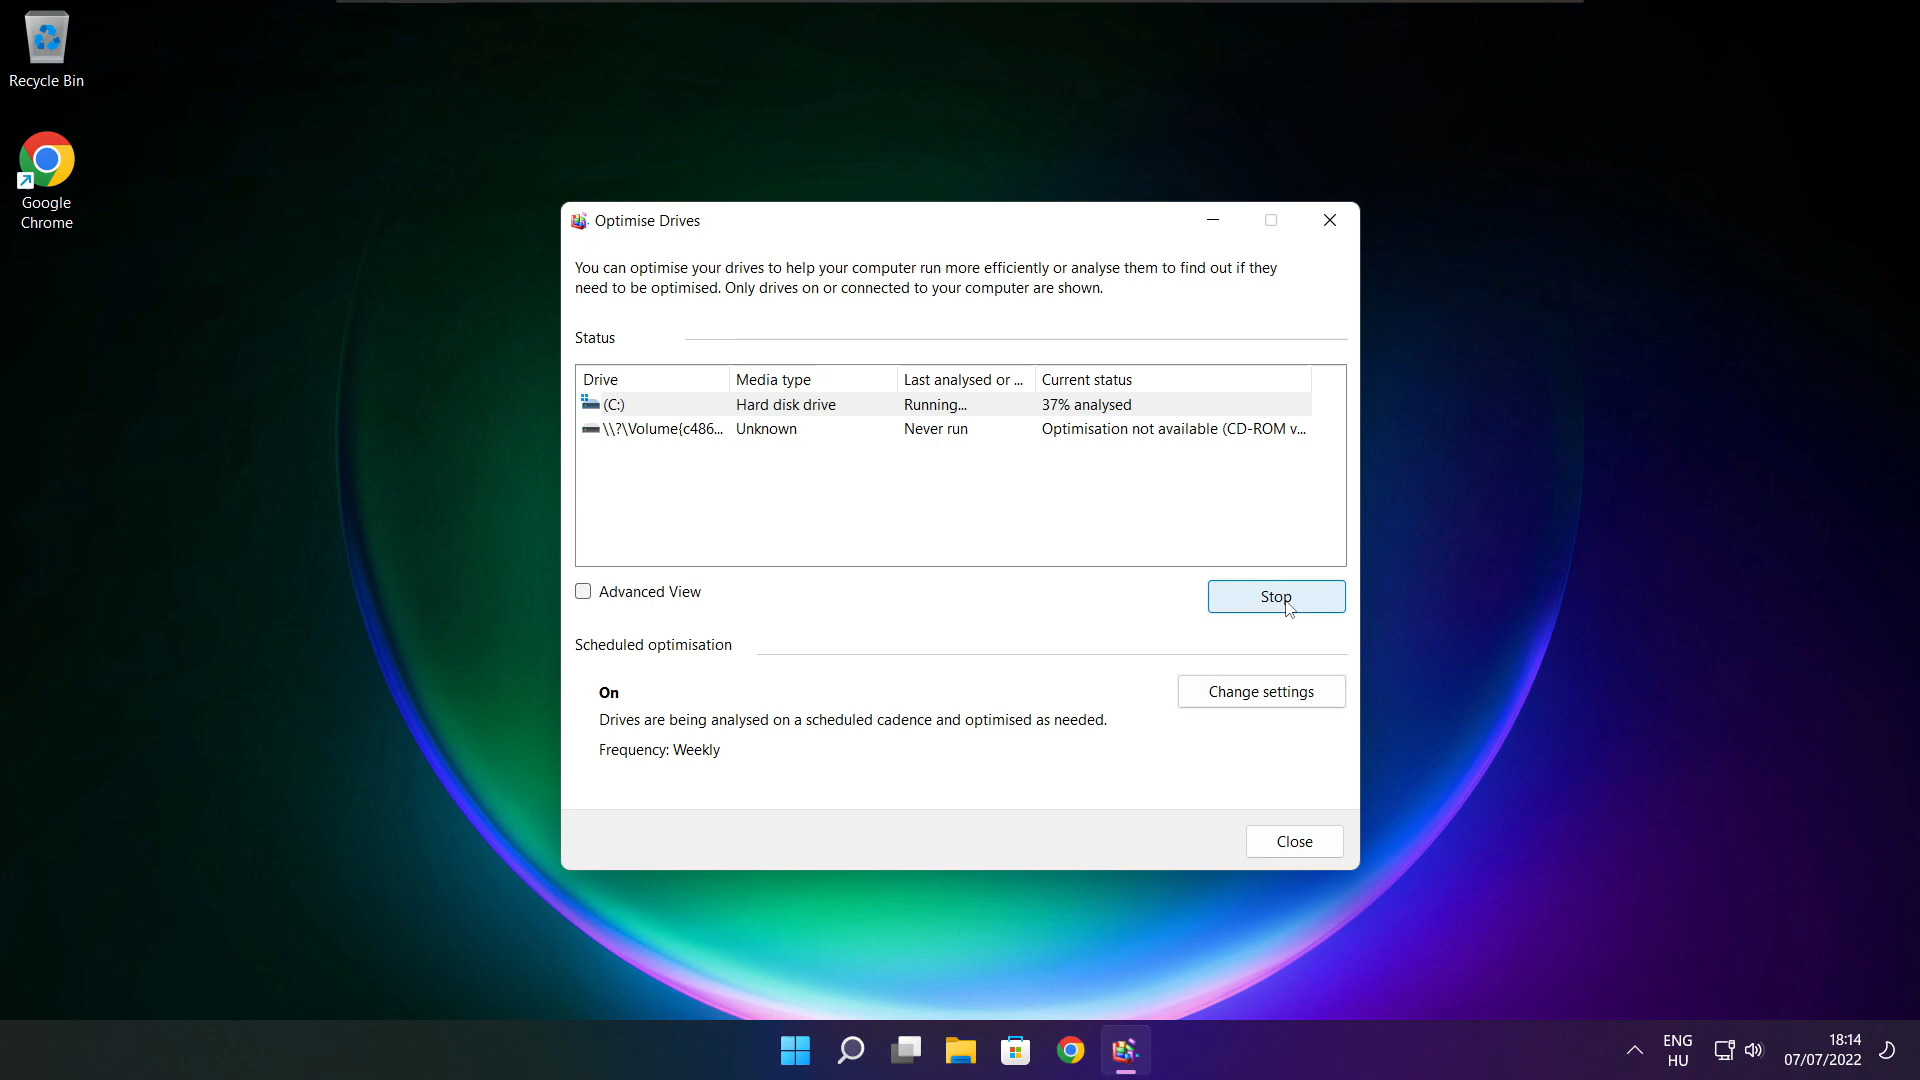 Recycle Bin
Google
Chrome
Optimise Drives
You can optimise your drives to help your computer run more efficiently or analyse them to find out if they
need to be optimised. Only drives on or connected to your computer are shown.
Status
Drive Media type Last analysed or ... Current status
(C:) Hard disk drive Running... 37% analysed
\\?\Volume{c486... Unknown Never run Optimisation not available (CD-ROM v...
Advanced View
Stop
Scheduled optimisation
On
Change settings
Drives are being analysed on a scheduled cadence and optimised as needed.
Frequency: Weekly
Close
ENG
HU
18:14
07/07/2022